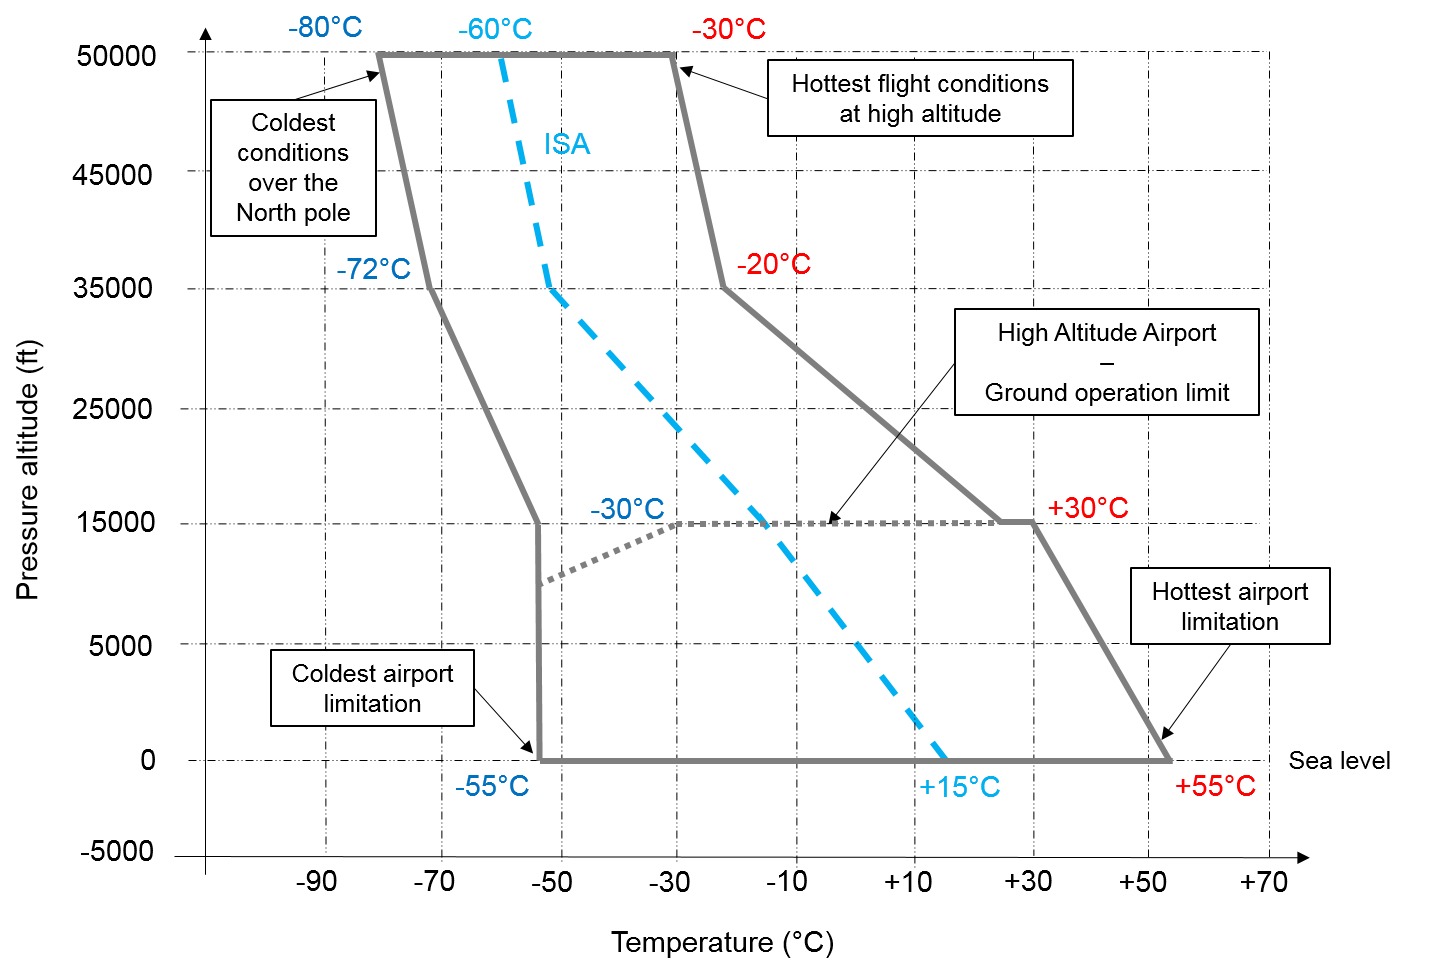 -80°C
-60°C
-30°C
50000
Hottest flight conditions
at high altitude
Coldest
conditions
over the
North pole
ISA
45000
-72°C
-20°C
35000
High Altitude Airport
–
Ground operation limit
Pressure altitude (ft)
25000
-30°C
+30°C
15000
Hottest airport
limitation
5000
Coldest airport
limitation
0
Sea level
-55°C
+15°C
+55°C
-5000
-90
-70
-50
-30
-10
+10
+30
+50
+70
Temperature (°C)